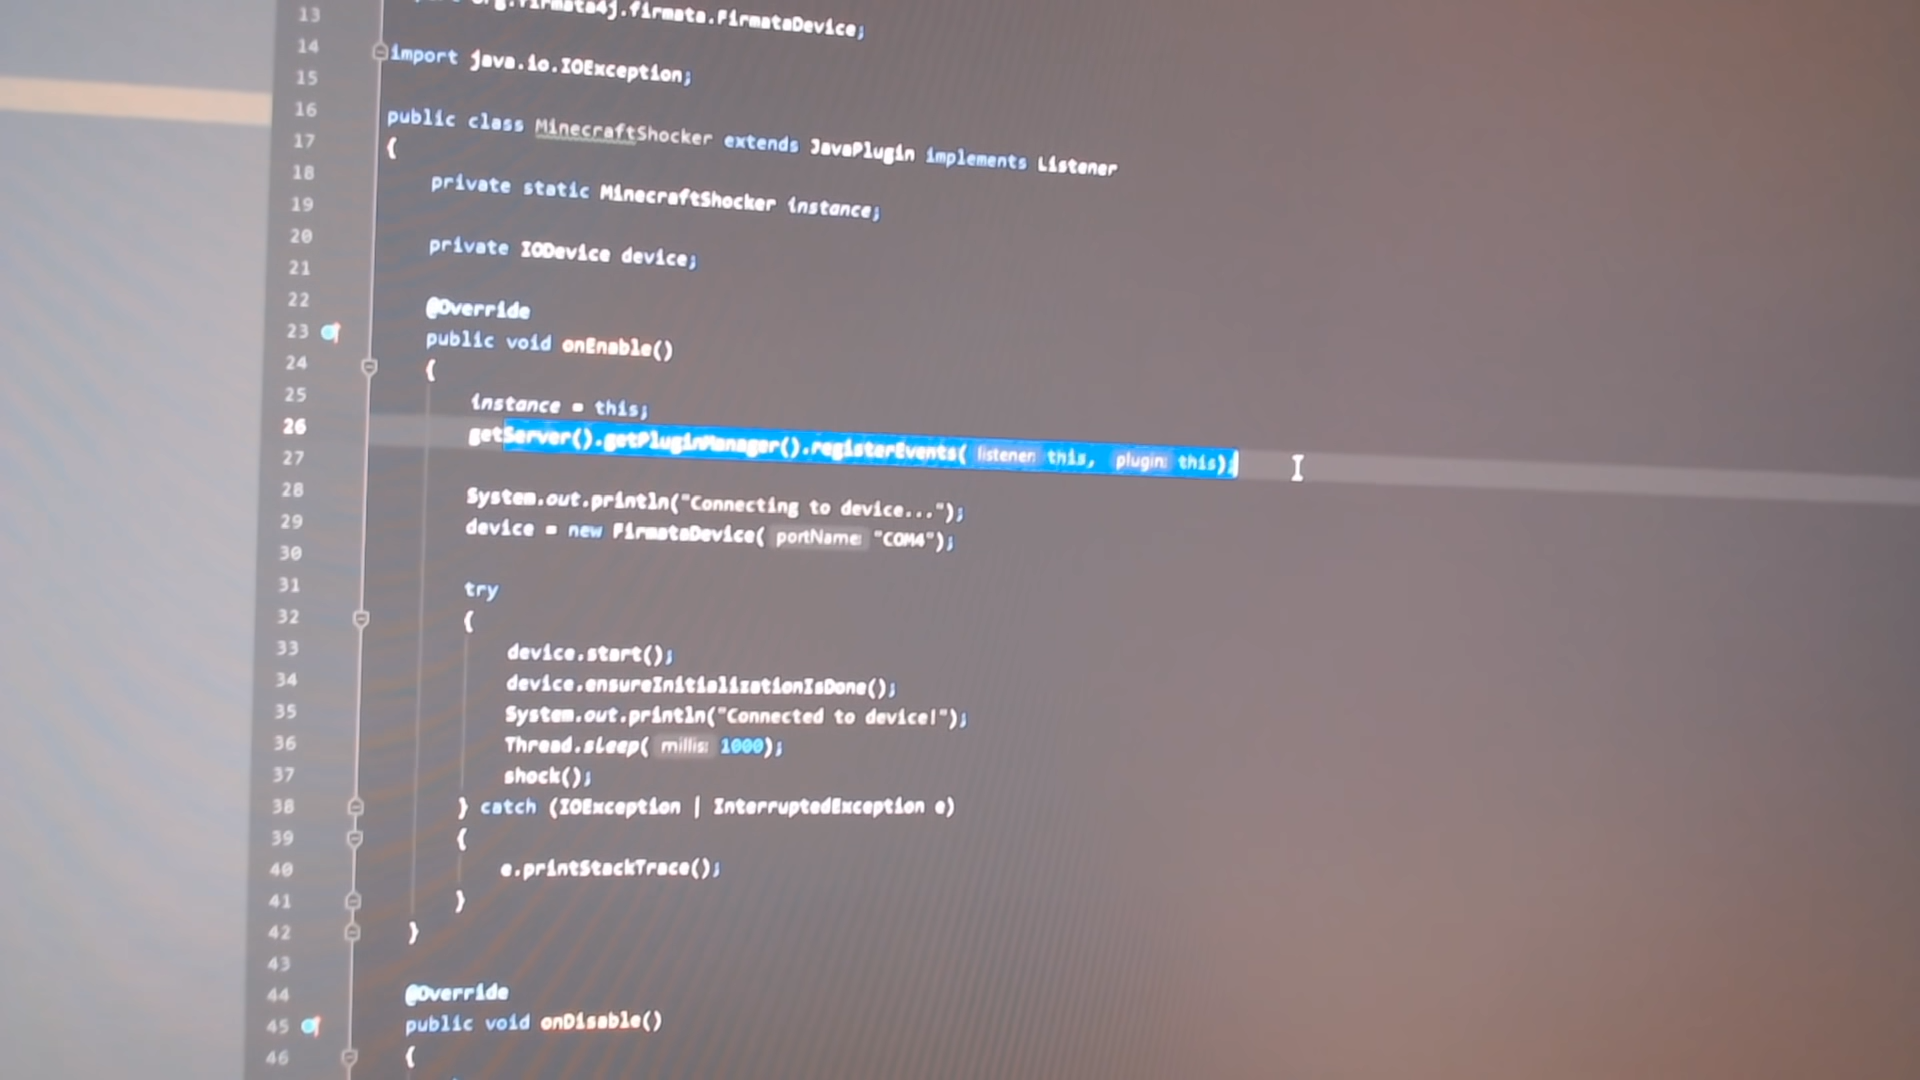 13 org.firmata4j.firmata.FirmataDevice;
14
import java.io.IOException;
15
16
public class MinecraftShocker extends JavaPlugin implements Listener
17
{
18
private static MinecraftShocker instance;
19
20
private IODevice device;
21
22
@Override
23
public void onEnable()
24
{
25
instance = this;
26
getServer().getPluginManager().registerEvents( listener: this, plugin: this);
27
28
System.out.println("Connecting to device...");
29
device = new FirmataDevice( portName: "COM4");
30
31
try
32
{
33
device.start();
34
device.ensureInitializationIsDone();
35
System.out.println("Connected to device!");
36
Thread.sleep( millis: 1000);
37
shock();
38
} catch (IOException | InterruptedException e)
39
{
40
e.printStackTrace();
41
}
42
}
43
44
@Override
45
public void onDisable()
46
{